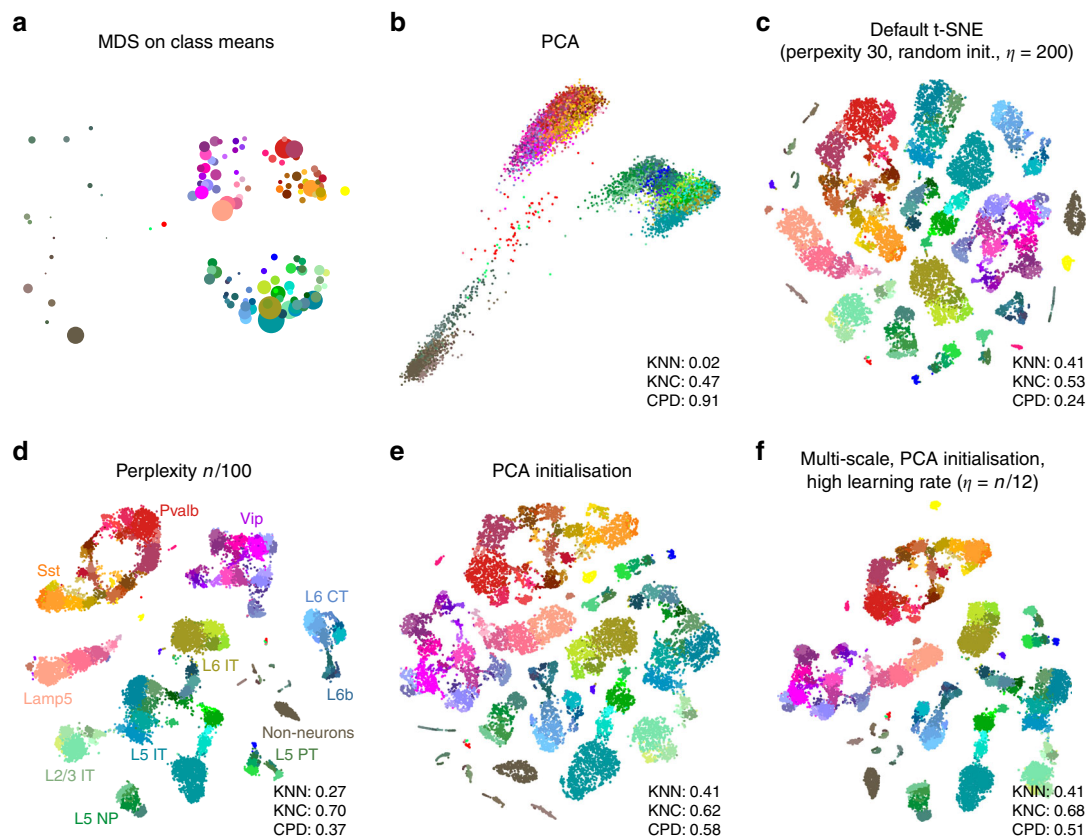 a
MDS on class means
b
PCA
c
Default t-SNE
(perpexity 30, random init., η = 200)
KNN: 0.02
KNC: 0.47
CPD: 0.91
KNN: 0.41
KNC: 0.53
CPD: 0.24
d
Perplexity n/100
Pvalb
Vip
Sst
L6 CT
L6 IT
Lamp5
L6b
Non-neurons
L5 IT
L5 PT
L2/3 IT
L5 NP
KNN: 0.27
KNC: 0.70
CPD: 0.37
e
PCA initialisation
KNN: 0.41
KNC: 0.62
CPD: 0.58
f
Multi-scale, PCA initialisation,
high learning rate (η = n/12)
KNN: 0.41
KNC: 0.68
CPD: 0.51